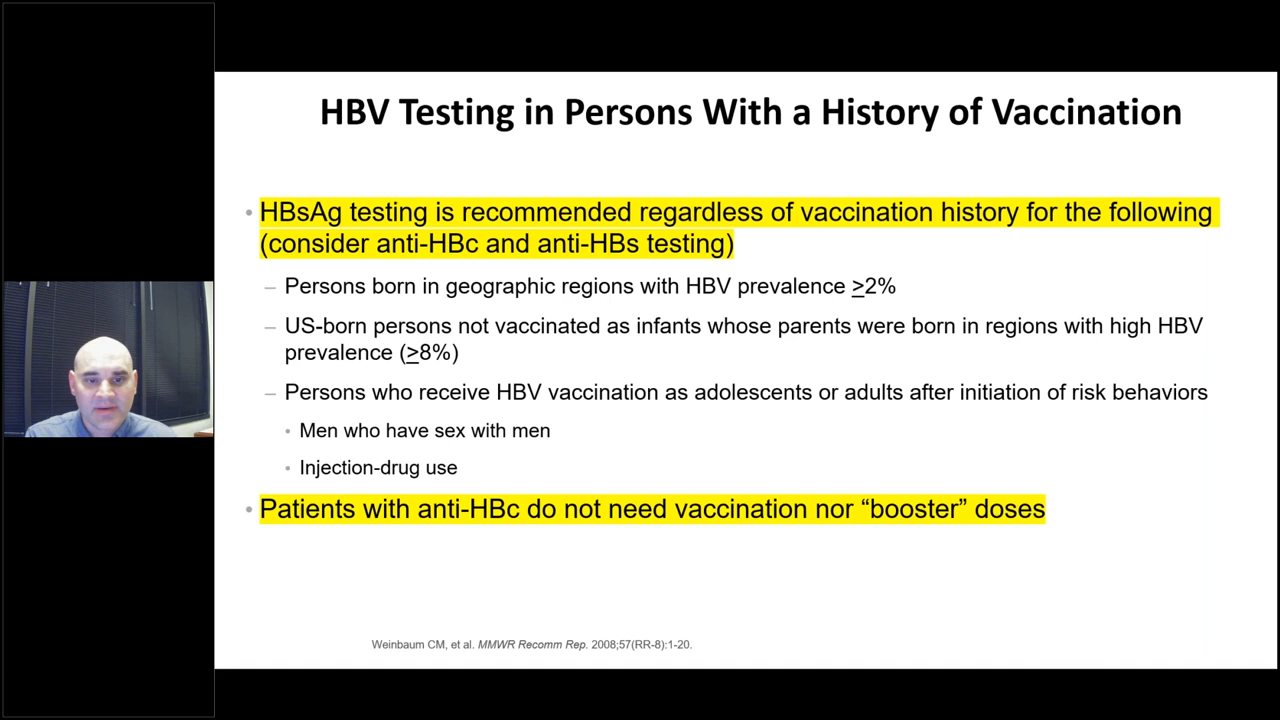 HBV Testing in Persons With a History of Vaccination
• HBsAg testing is recommended regardless of vaccination history for the following
(consider anti-HBc and anti-HBs testing)
– Persons born in geographic regions with HBV prevalence ≥2%
– US-born persons not vaccinated as infants whose parents were born in regions with high HBV
prevalence (≥8%)
– Persons who receive HBV vaccination as adolescents or adults after initiation of risk behaviors
• Men who have sex with men
• Injection-drug use
• Patients with anti-HBc do not need vaccination nor “booster” doses
Weinbaum CM, et al. MMWR Recomm Rep. 2008;57(RR-8):1-20.